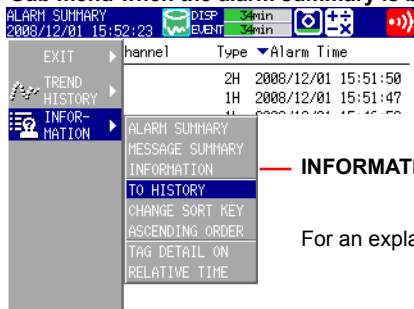 ALARM SUMMARY DISP 34min
2008/12/01 15:52:23 EVENT 34min
EXIT
hannel Type ▼Alarm Time
2H 2008/12/01 15:51:50
TREND
HISTORY
1H 2008/12/01 15:51:47
INFOR-
MATION
ALARM SUMMARY
MESSAGE SUMMARY
INFORMATION
TO HISTORY
CHANGE SORT KEY
ASCENDING ORDER
TAG DETAIL ON
RELATIVE TIME
INFORMATI
For an expla